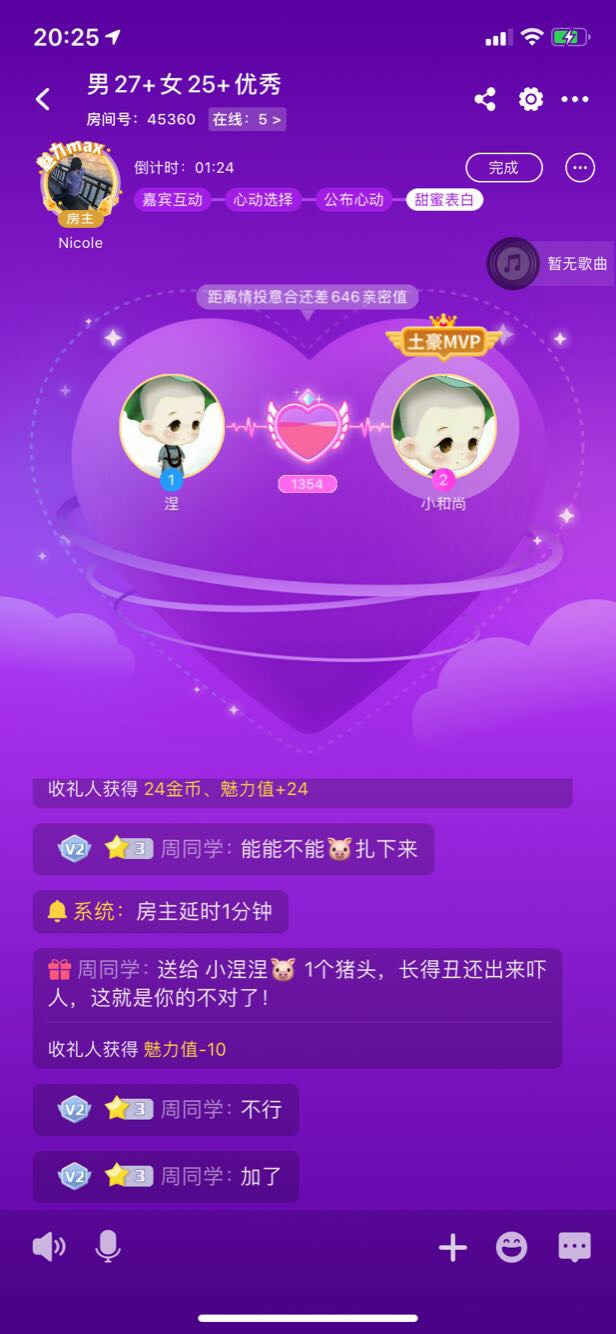 20:25
男27+女25+优秀
房间号：45360 在线：5 >
魅力max
倒计时：01:24
完成
房主
嘉宾互动 心动选择 公布心动 甜蜜表白
Nicole
暂无歌曲
距离情投意合还差646亲密值
土豪MVP
1
2
1354
涅
小和尚
收礼人获得 24金币、魅力值+24
V2 3 周同学：能能不能🐷扎下来
系统：房主延时1分钟
周同学：送给 小涅涅🐷 1个猪头，长得丑还出来吓
人，这就是你的不对了！
收礼人获得 魅力值-10
V2 3 周同学：不行
V2 3 周同学：加了